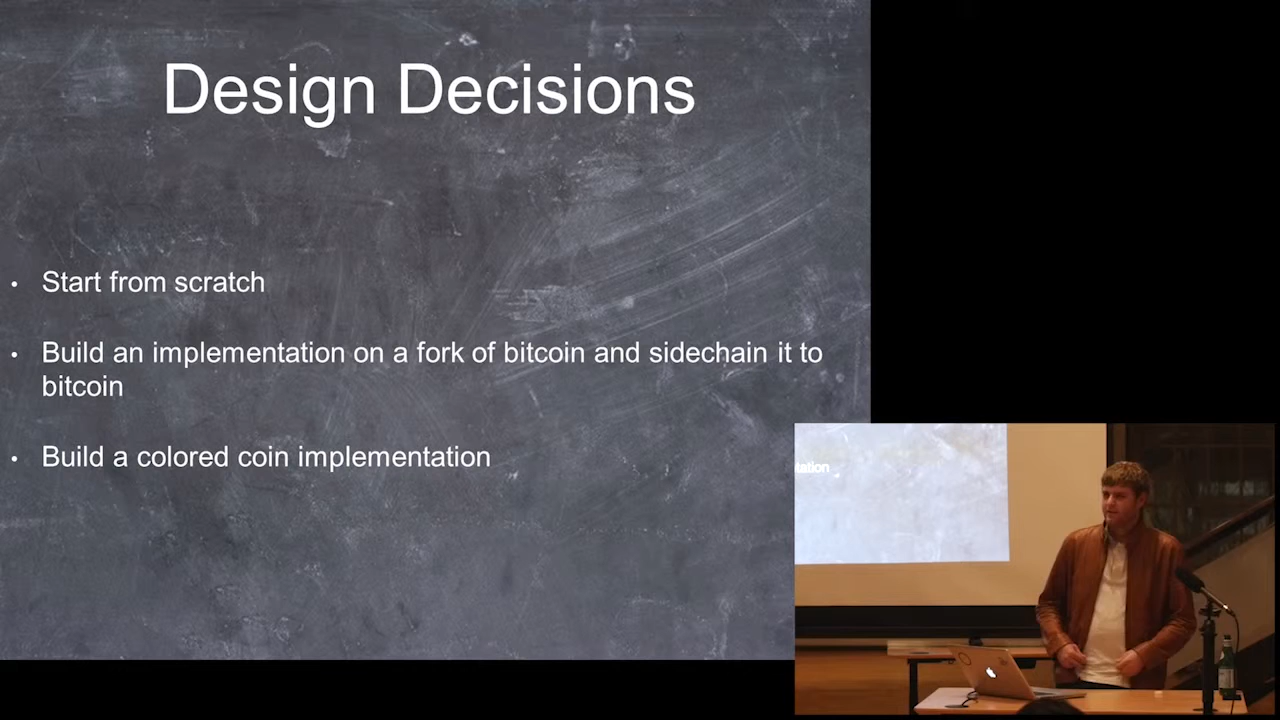 Design Decisions
• Start from scratch
• Build an implementation on a fork of bitcoin and sidechain it to
bitcoin
• Build a colored coin implementation